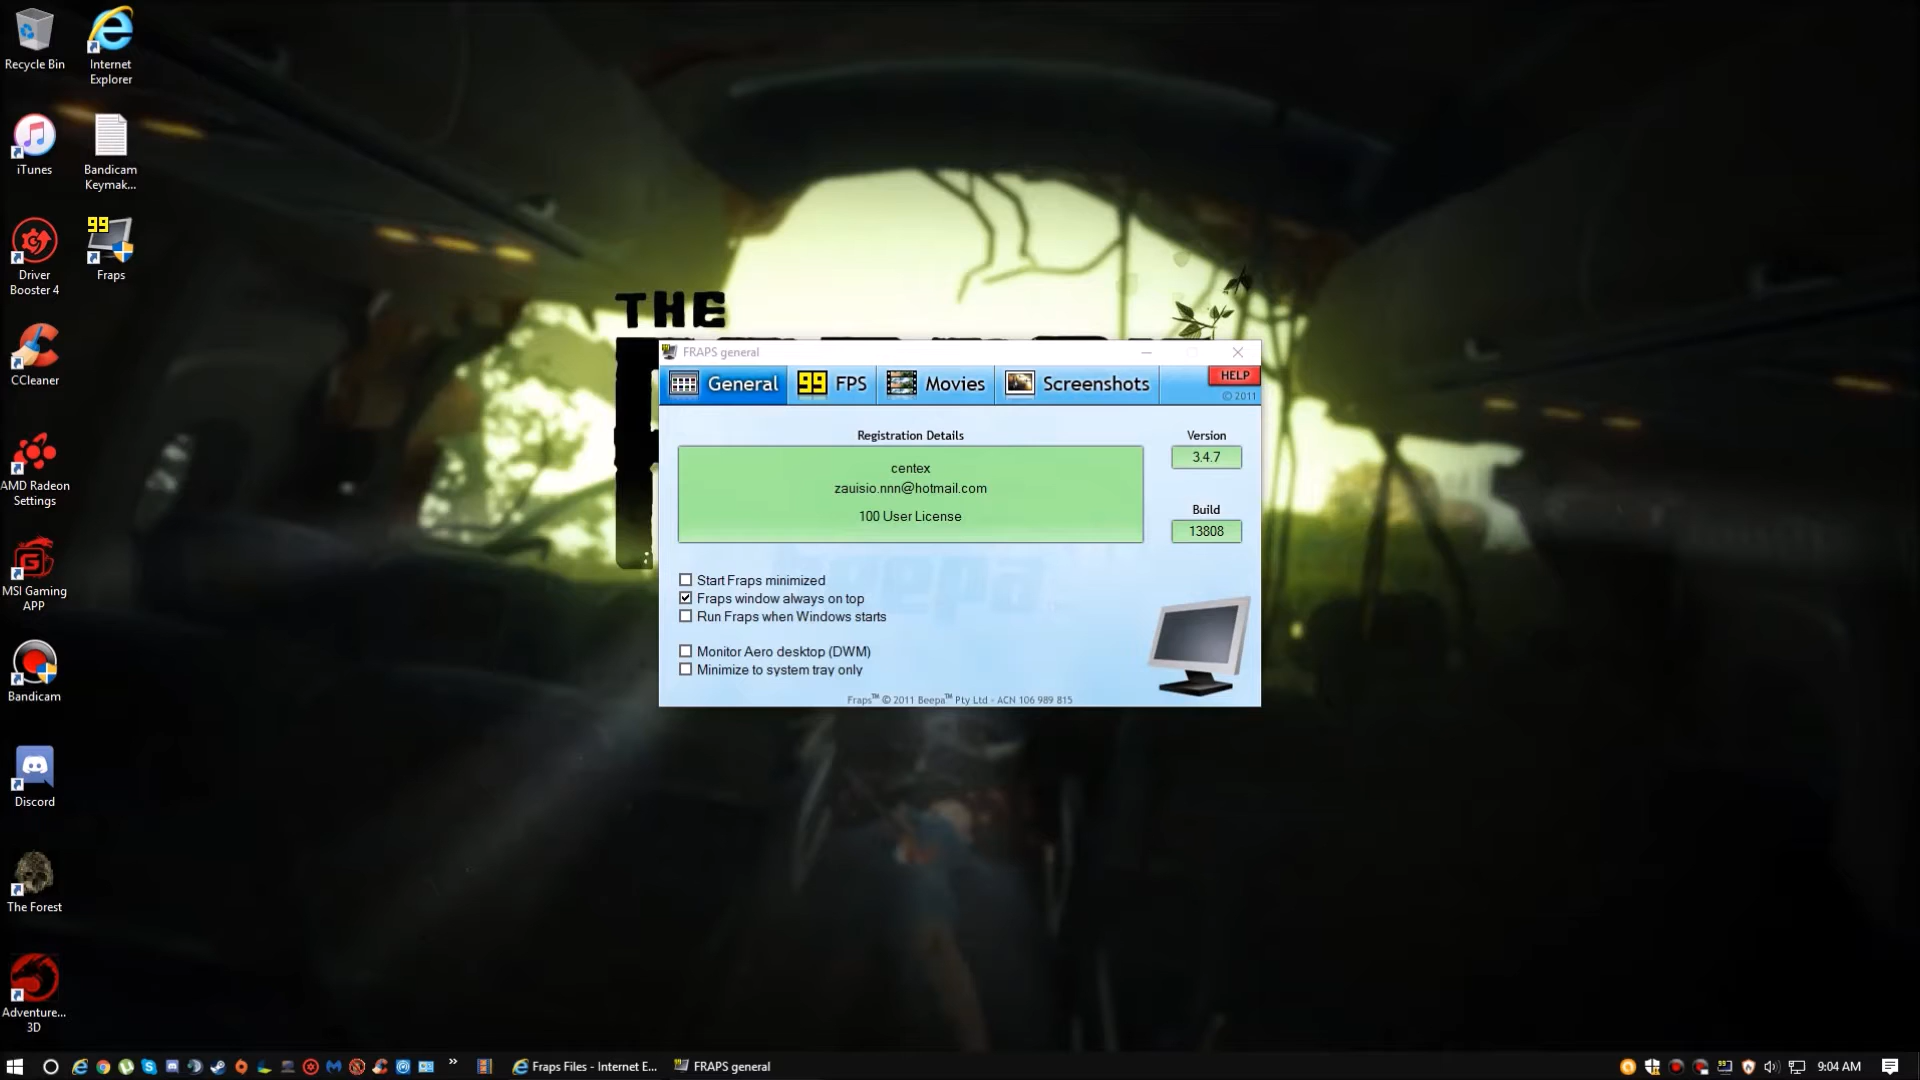 Recycle Bin
Internet
Explorer
iTunes
Bandicam
Keymak...
Driver
Booster 4
99
Fraps
CCleaner
AMD Radeon
Settings
MSI Gaming
APP
Bandicam
Discord
The Forest
Adventure...
3D
THE
FRAPS general
General
99 FPS
Movies
Screenshots
HELP
© 2011
Registration Details
centex
zauisio.nnn@hotmail.com
100 User License
Version
3.4.7
Build
13808
Start Fraps minimized
Fraps window always on top
Run Fraps when Windows starts
Monitor Aero desktop (DWM)
Minimize to system tray only
Fraps™ © 2011 Beepa™ Pty Ltd - ACN 106 989 815
Fraps Files - Internet E...
FRAPS general
9:04 AM